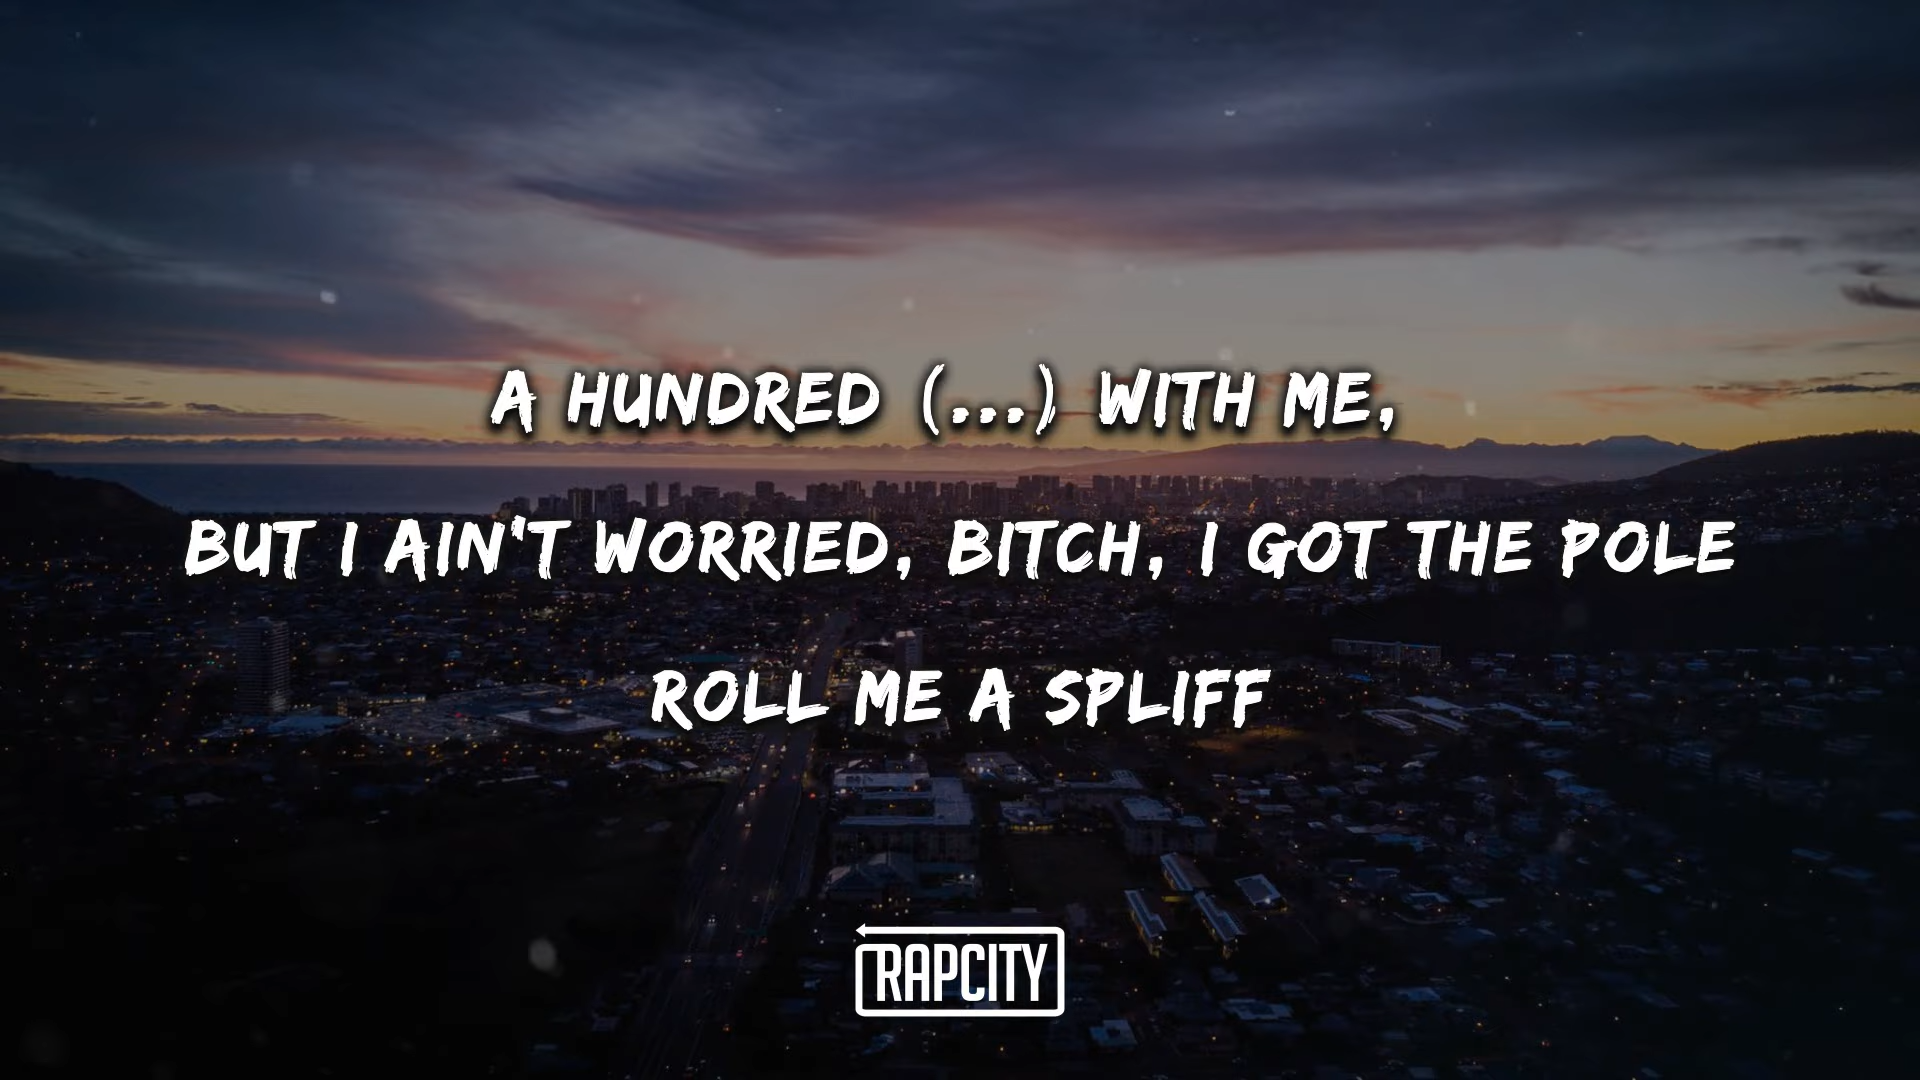 A HUNDRED (...) WITH ME,
BUT I AIN'T WORRIED, BITCH, I GOT THE POLE
ROLL ME A SPLIFF
RAPCITY